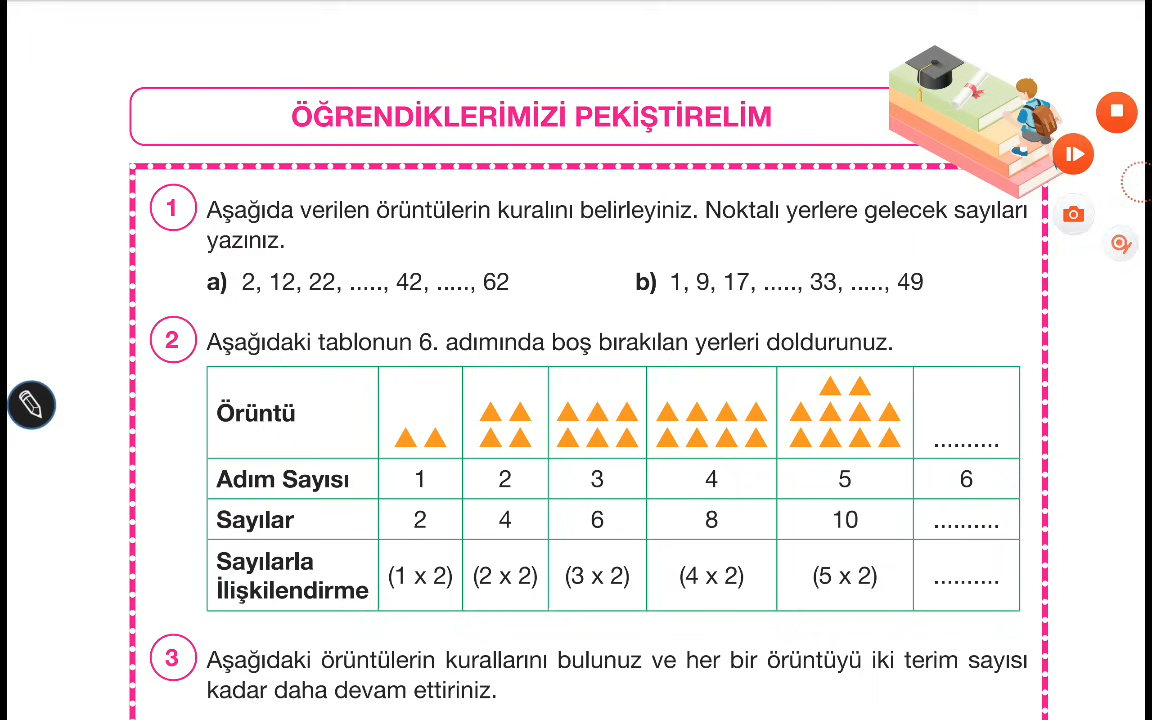 ÖĞRENDİKLERİMİZİ PEKİŞTİRELİM
1 Aşağıda verilen örüntülerin kuralını belirleyiniz. Noktalı yerlere gelecek sayıları
yazınız.
a) 2, 12, 22, ....., 42, ....., 62 b) 1, 9, 17, ....., 33, ....., 49
2 Aşağıdaki tablonun 6. adımında boş bırakılan yerleri doldurunuz.
Örüntü ..........
Adım Sayısı 1 2 3 4 5 6
Sayılar 2 4 6 8 10 ..........
Sayılarla
İlişkilendirme (1 x 2) (2 x 2) (3 x 2) (4 x 2) (5 x 2) ..........
3 Aşağıdaki örüntülerin kurallarını bulunuz ve her bir örüntüyü iki terim sayısı
kadar daha devam ettiriniz.